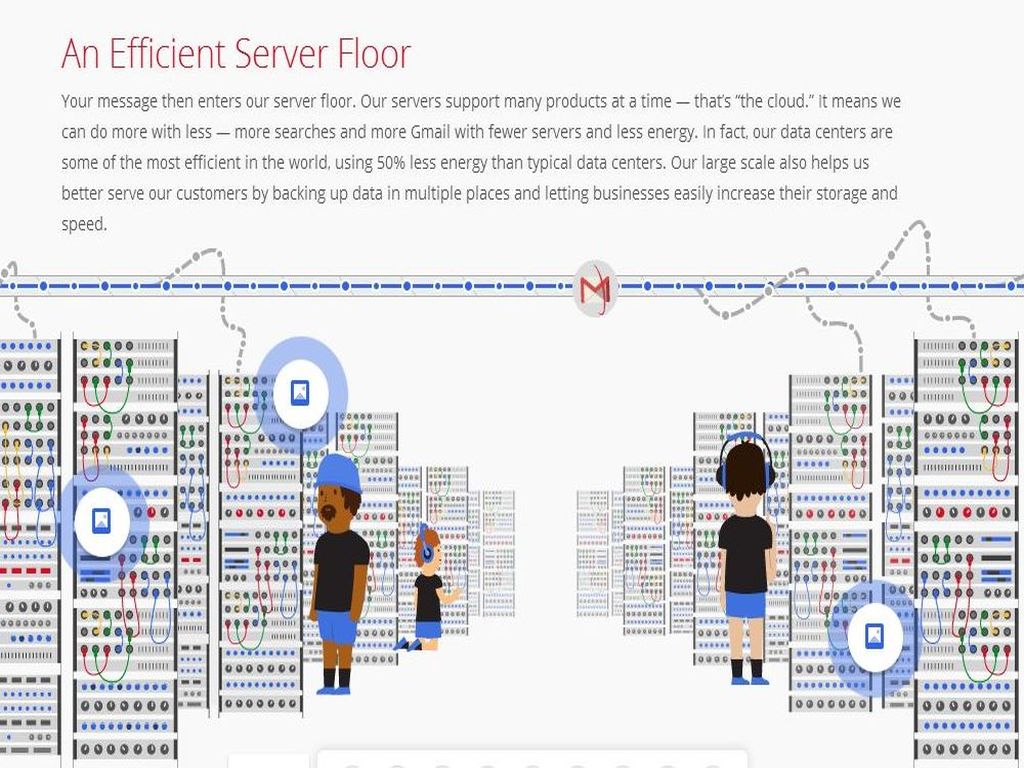 An Efficient Server Floor
Your message then enters our server floor. Our servers support many products at a time — that’s “the cloud.” It means we
can do more with less — more searches and more Gmail with fewer servers and less energy. In fact, our data centers are
some of the most efficient in the world, using 50% less energy than typical data centers. Our large scale also helps us
better serve our customers by backing up data in multiple places and letting businesses easily increase their storage and
speed.